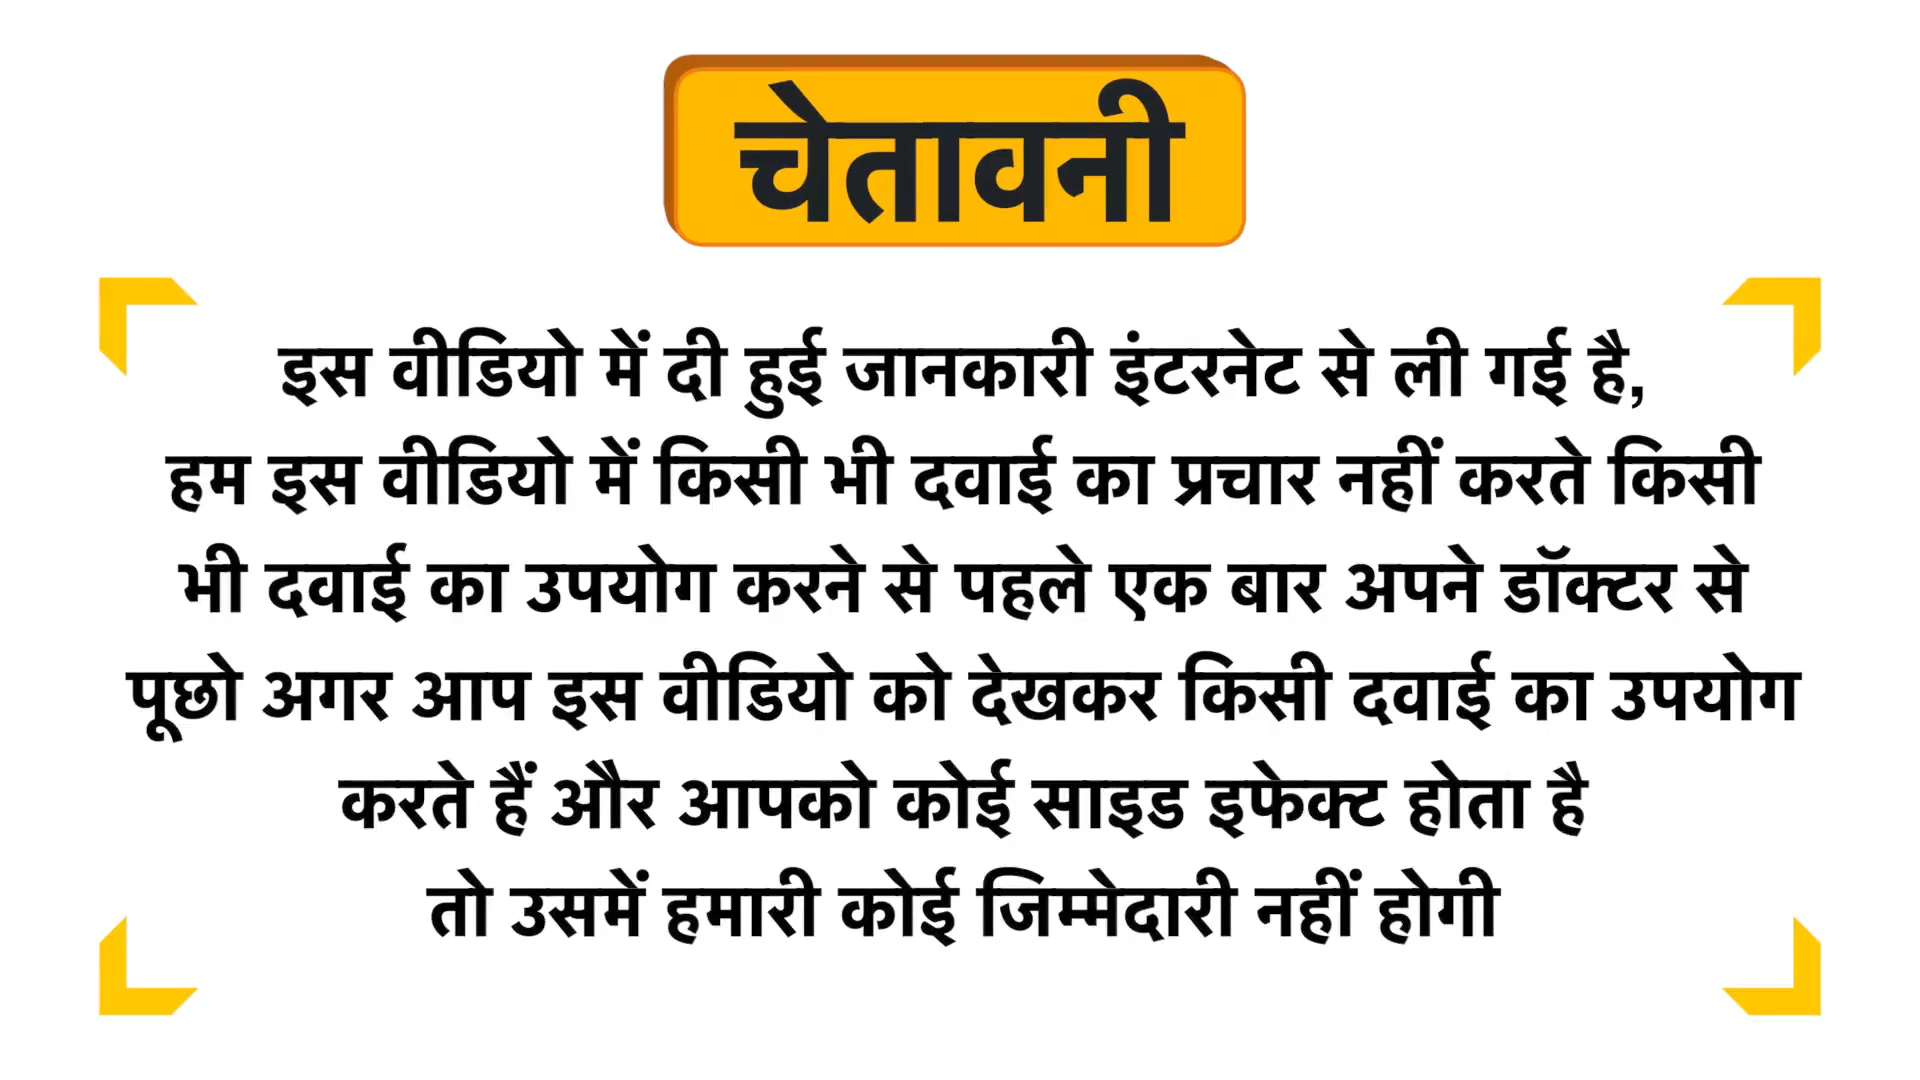 चेतावनी
इस वीडियो में दी हुई जानकारी इंटरनेट से ली गई है,
हम इस वीडियो में किसी भी दवाई का प्रचार नहीं करते किसी
भी दवाई का उपयोग करने से पहले एक बार अपने डॉक्टर से
पूछो अगर आप इस वीडियो को देखकर किसी दवाई का उपयोग
करते हैं और आपको कोई साइड इफेक्ट होता है
तो उसमें हमारी कोई जिम्मेदारी नहीं होगी